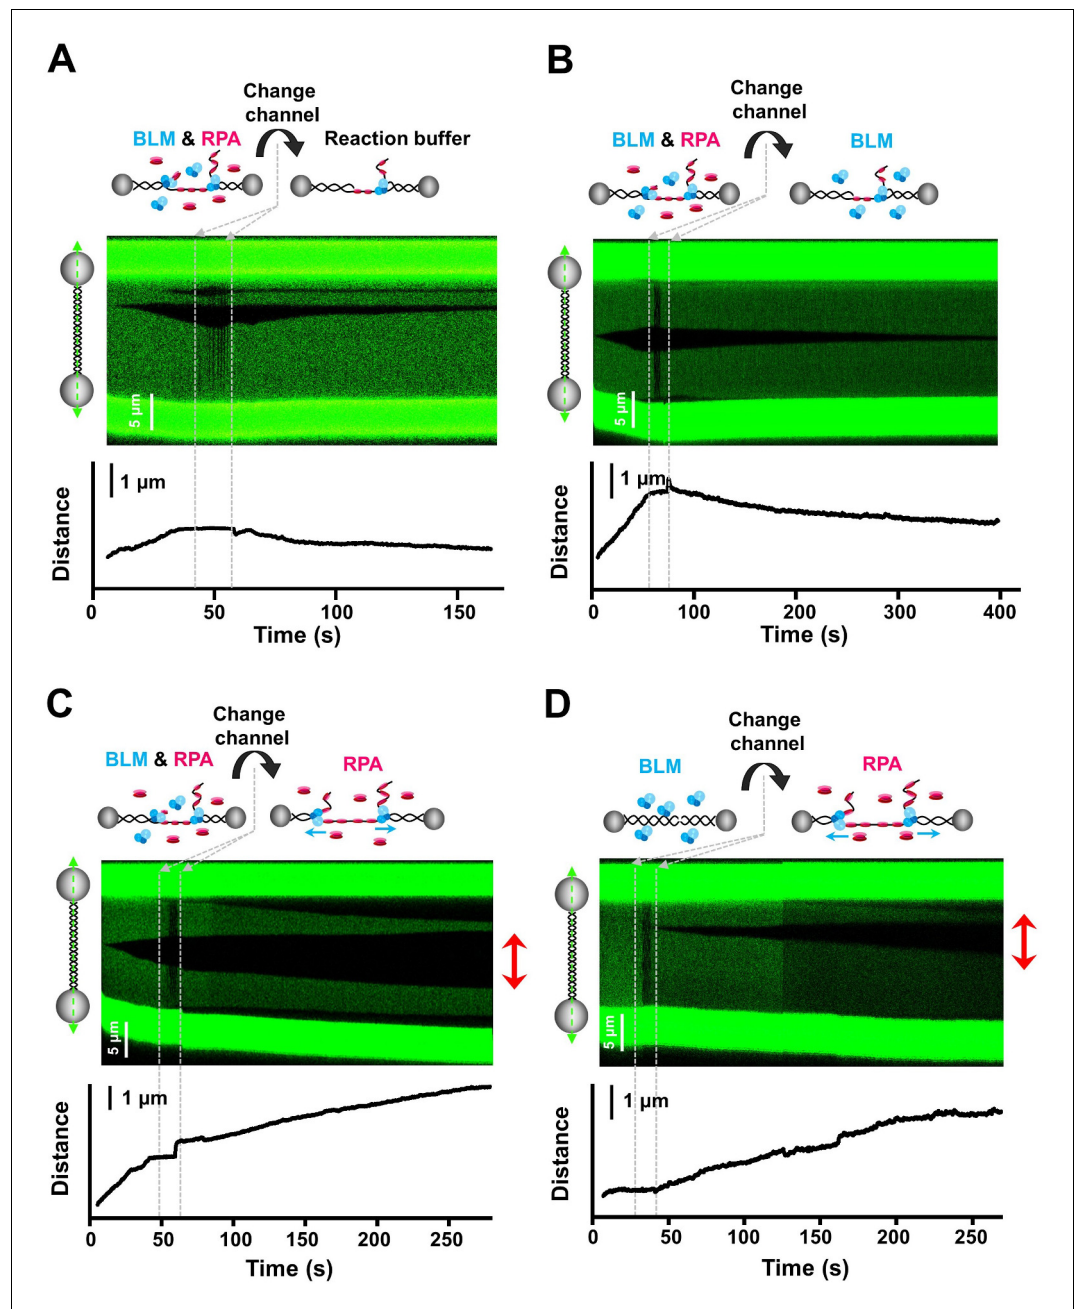 A
Change
channel
BLM & RPA
Reaction buffer
5 µm
1 µm
Distance
0 50 100 150
Time (s)
B
Change
channel
BLM & RPA
BLM
5 µm
1 µm
Distance
0 100 200 300 400
Time (s)
C
Change
channel
BLM & RPA
RPA
5 µm
1 µm
Distance
0 50 100 150 200 250
Time (s)
D
Change
channel
BLM
RPA
5 µm
1 µm
Distance
0 50 100 150 200 250
Time (s)